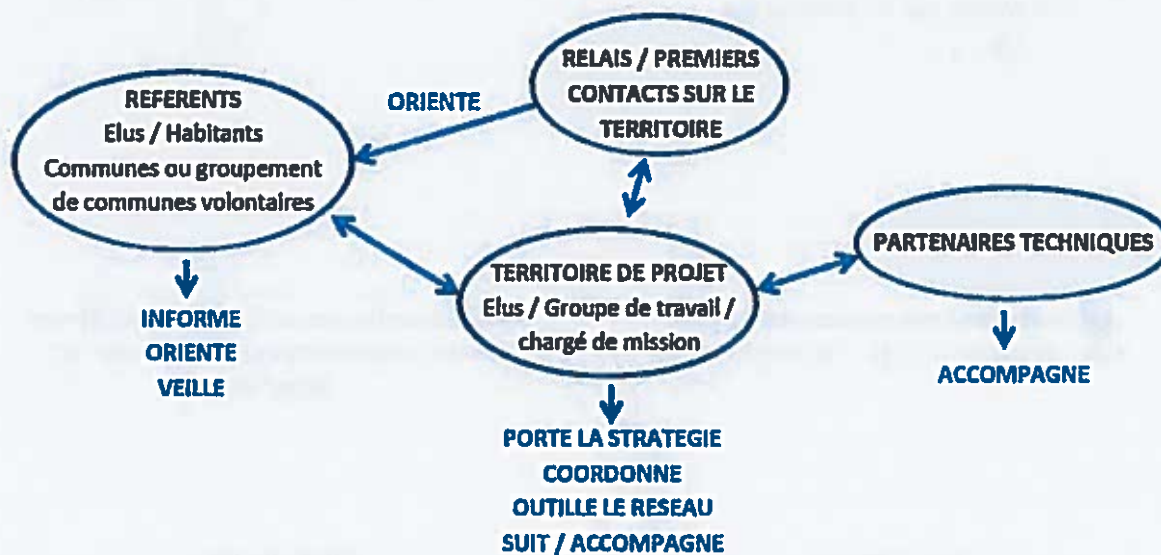 RELAIS / PREMIERS
CONTACTS SUR LE
TERRITOIRE
ORIENTE
REFERENTS
Elus / Habitants
Communes ou groupement
de communes volontaires
PARTENAIRES TECHNIQUES
TERRITOIRE DE PROJET
Elus / Groupe de travail /
chargé de mission
INFORME
ORIENTE
VEILLE
ACCOMPAGNE
PORTE LA STRATEGIE
COORDONNE
OUTILLE LE RESEAU
SUIT / ACCOMPAGNE